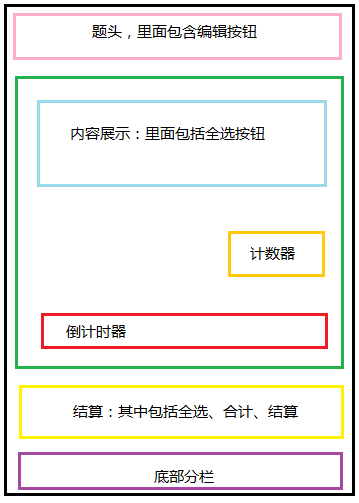 题头，里面包含编辑按钮
内容展示：里面包括全选按钮
计数器
倒计时器
结算：其中包括全选、合计、结算
底部分栏